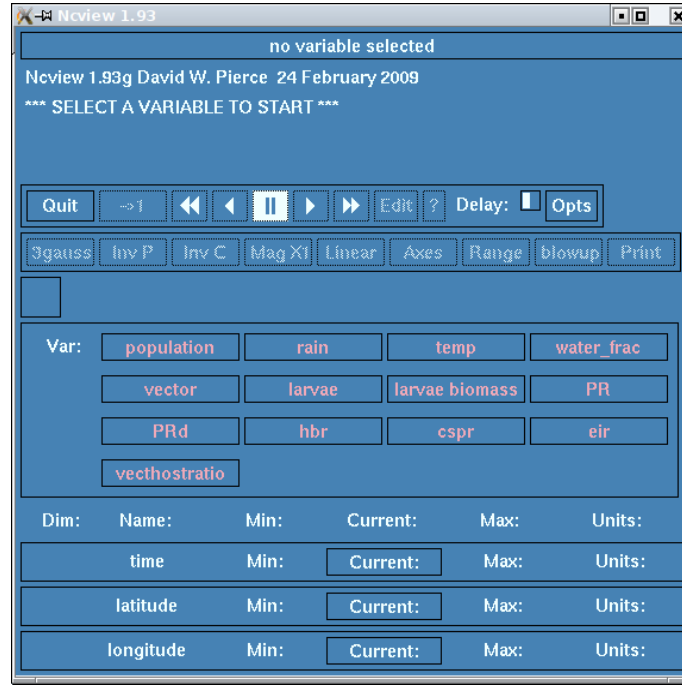 Ncview 1.93
no variable selected
Ncview 1.93g David W. Pierce 24 February 2009
*** SELECT A VARIABLE TO START ***
Quit ->1 Edit ? Delay: Opts
3gauss Inv P Inv C Mag X1 Linear Axes Range blowup Print
Var: population rain temp water_frac
vector larvae larvae biomass PR
PRd hbr cspr eir
vecthostratio
Dim: Name: Min: Current: Max: Units:
time Min: Current: Max: Units:
latitude Min: Current: Max: Units:
longitude Min: Current: Max: Units: